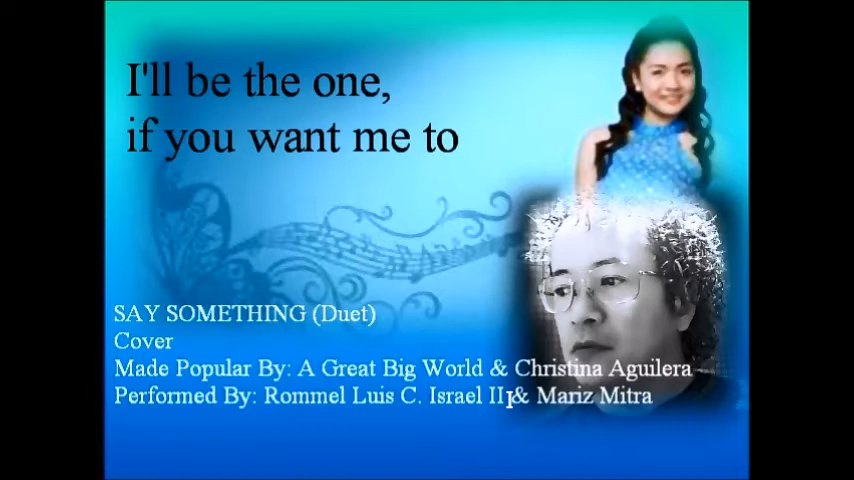 I'll be the one,
if you want me to
SAY SOMETHING (Duet)
Cover
Made Popular By: A Great Big World & Christina Aguilera
Performed By: Rommel Luis C. Israel II & Mariz Mitra